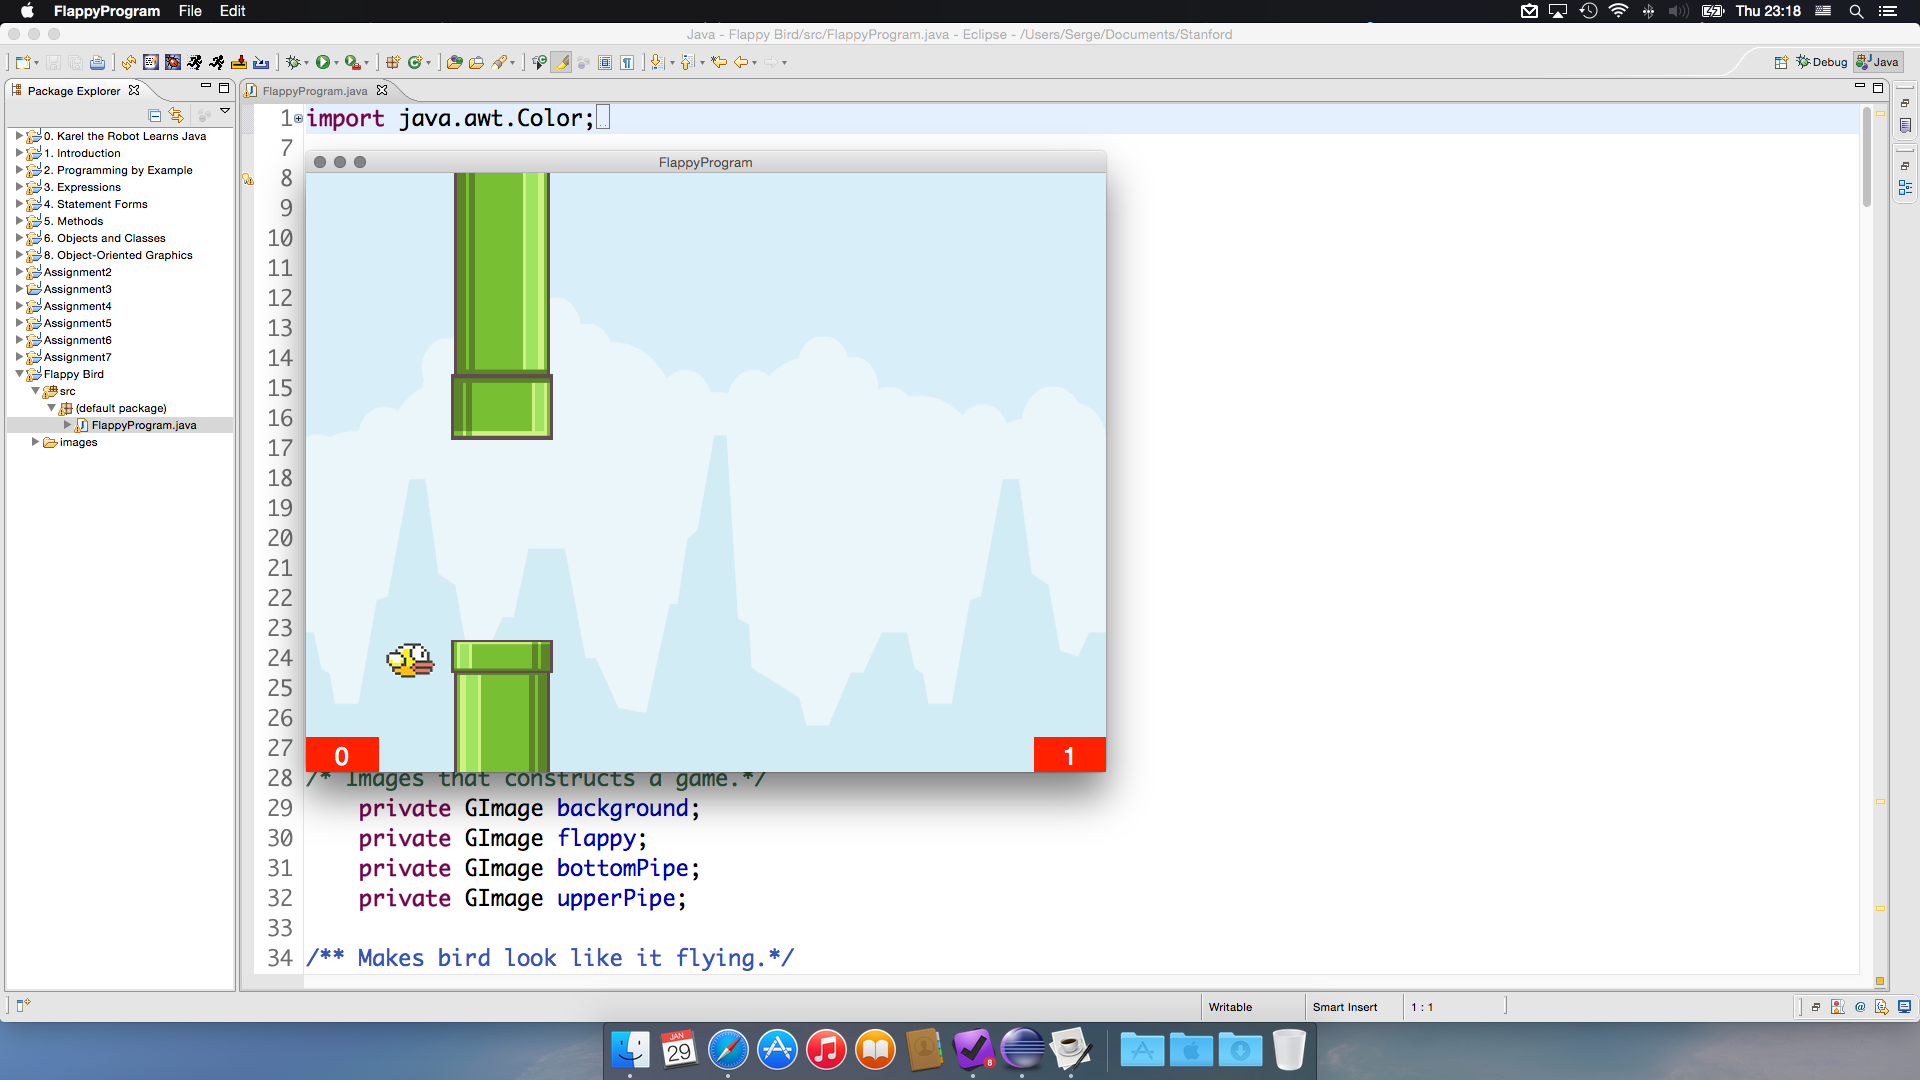 FlappyProgram File Edit Thu 23:18
Java - Flappy Bird/src/FlappyProgram.java - Eclipse - /Users/Serge/Documents/Stanford
Debug Java
Package Explorer
0. Karel the Robot Learns Java
1. Introduction
2. Programming by Example
3. Expressions
4. Statement Forms
5. Methods
6. Objects and Classes
8. Object-Oriented Graphics
Assignment2
Assignment3
Assignment4
Assignment5
Assignment6
Assignment7
Flappy Bird
src
(default package)
FlappyProgram.java
images
FlappyProgram.java
1 import java.awt.Color;
7
8
9
10
11
12
13
14
15
16
17
18
19
20
21
22
23
24
25
26
27
28 /* Images that constructs a game.*/
29 private GImage background;
30 private GImage flappy;
31 private GImage bottomPipe;
32 private GImage upperPipe;
33
34 /** Makes bird look like it flying.*/
FlappyProgram
0
1
Writable Smart Insert 1 : 1
JAN
29
8